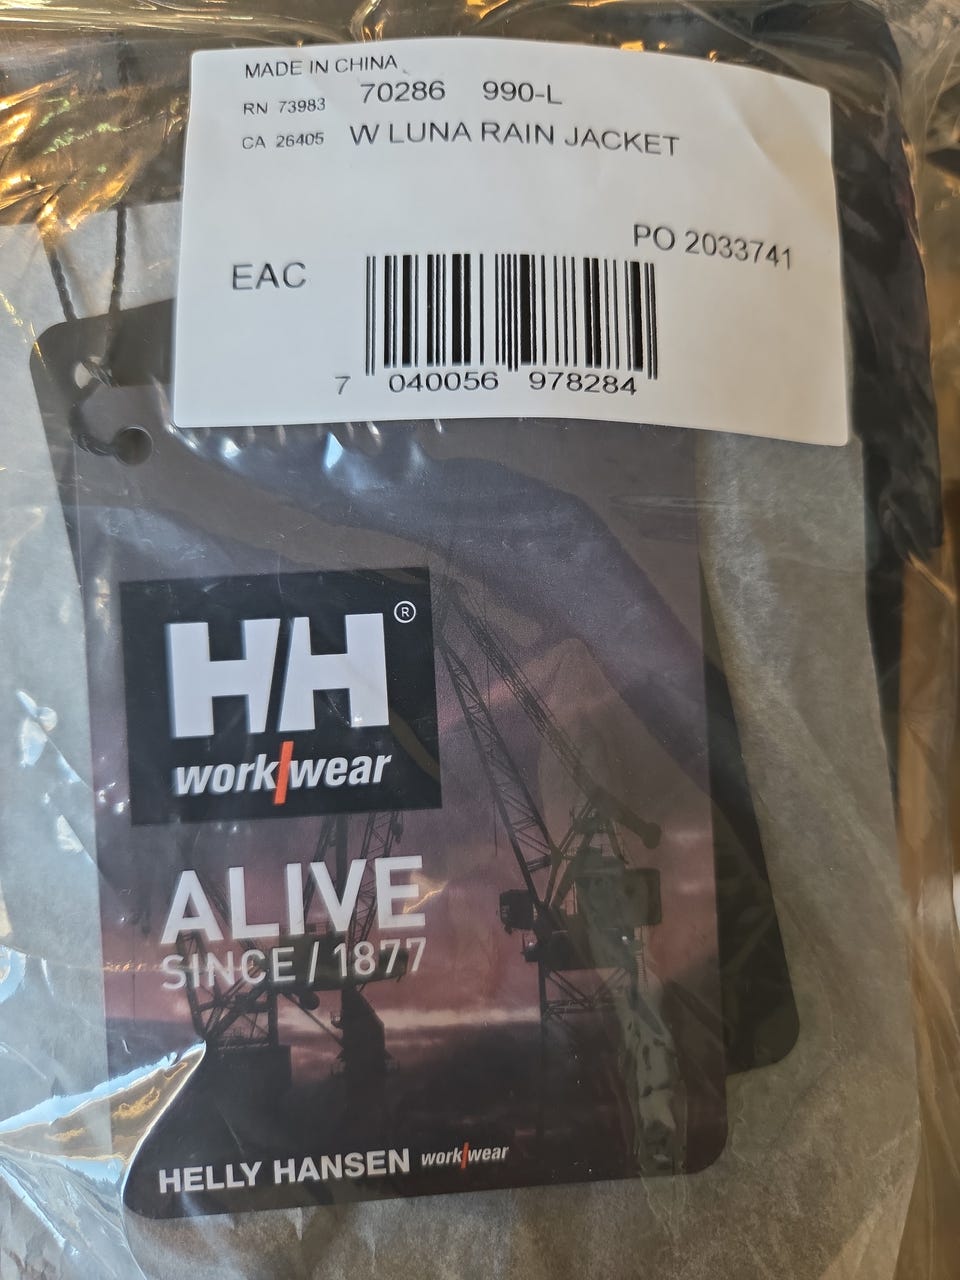 MADE IN CHINA
RN 73983 70286 990-L
CA 26405 W LUNA RAIN JACKET
PO 2033741
EAC
7 040056 978284
HH ®
work/wear
ALIVE
SINCE / 1877
HELLY HANSEN work/wear